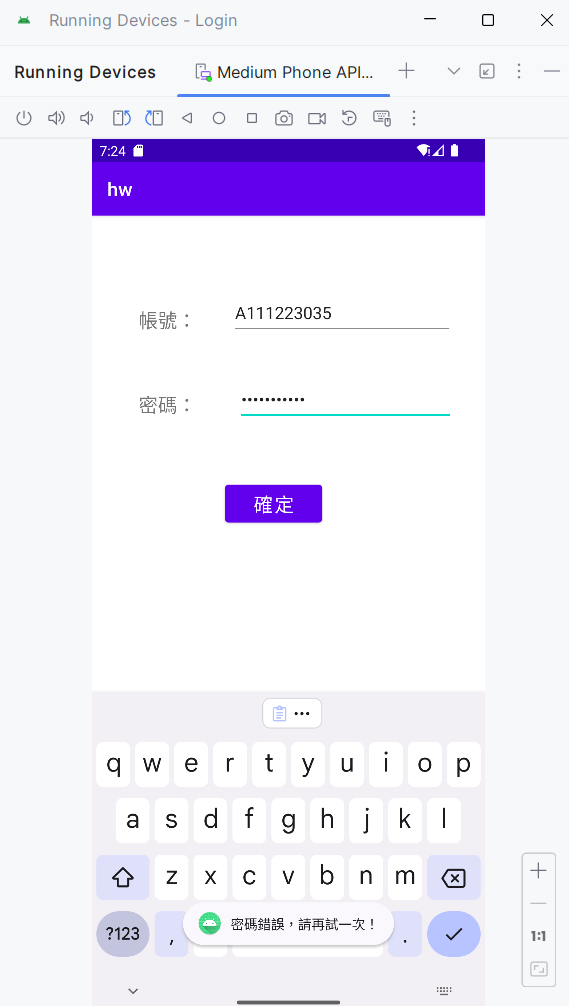 Running Devices - Login
Running Devices
Medium Phone API...
7:24
hw
帳號：
A111223035
密碼：
•••••••••••
確定
q w e r t y u i o p
a s d f g h j k l
z x c v b n m
?123 , .
密碼錯誤，請再試一次！
1:1